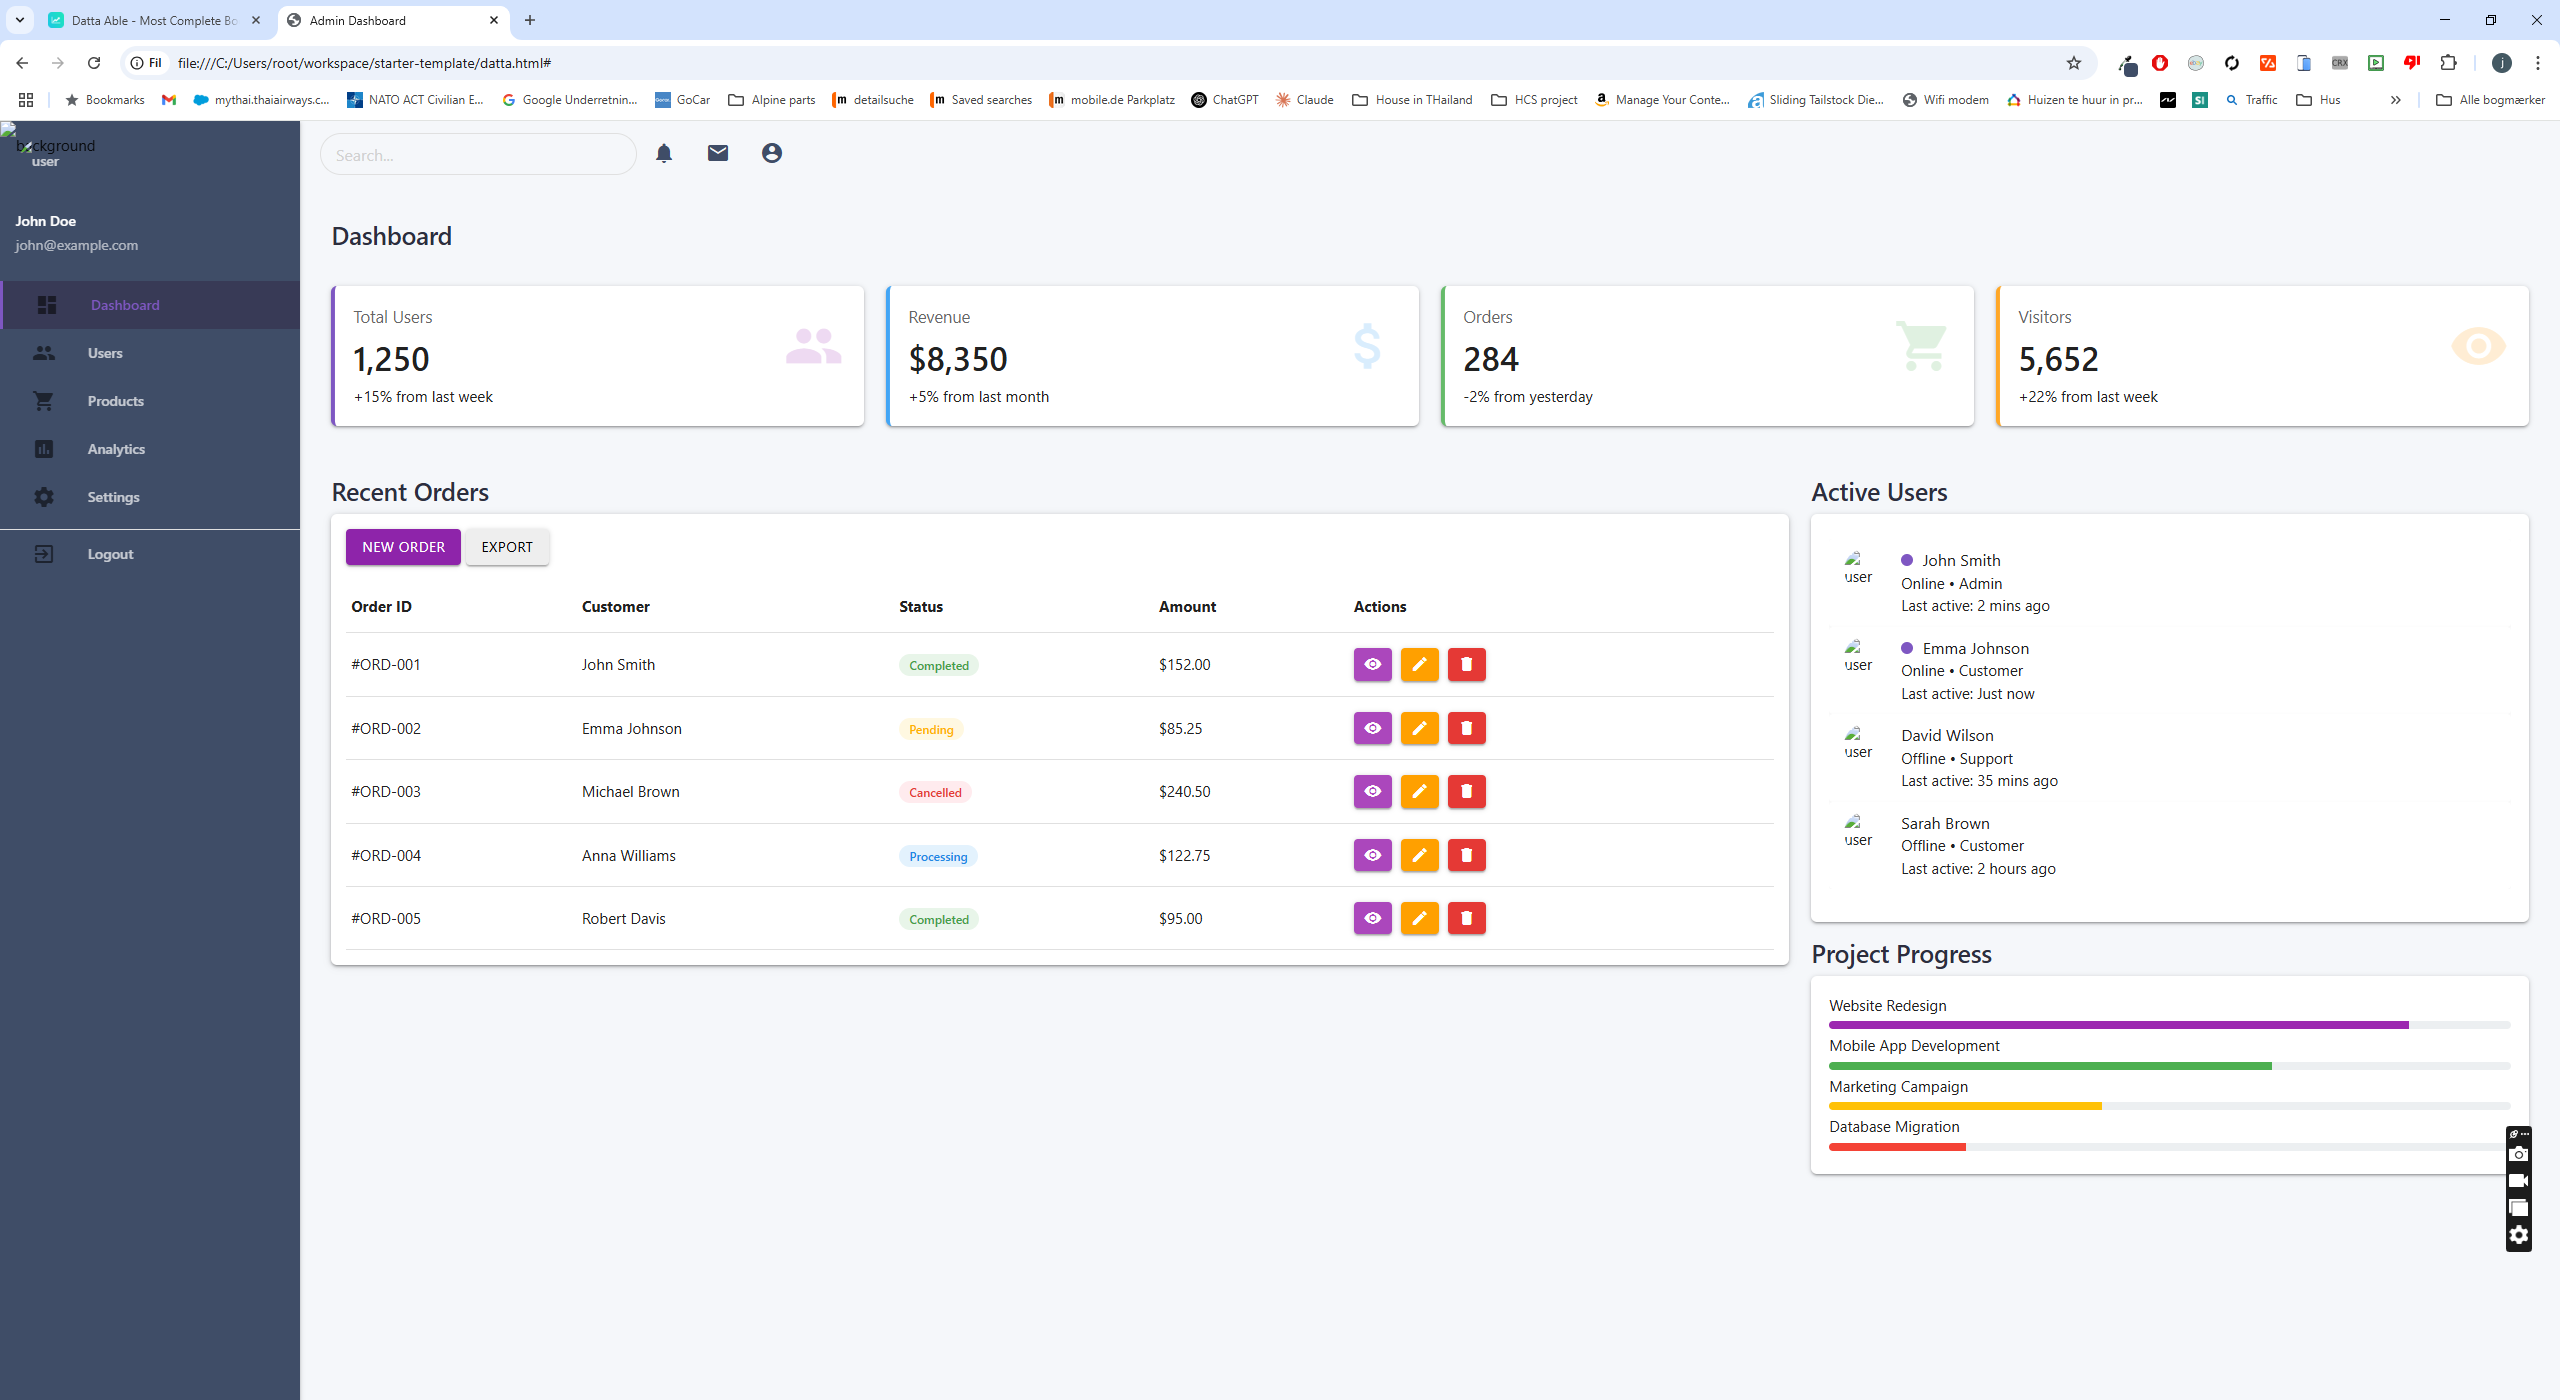 Datta Able - Most Complete Bo
Admin Dashboard
Fil
file:///C:/Users/root/workspace/starter-template/datta.html#
j
Bookmarks
mythai.thaiairways.c...
NATO ACT Civilian E...
Google Underretnin...
GoCar
Alpine parts
detailsuche
Saved searches
mobile.de Parkplatz
ChatGPT
Claude
House in THailand
HCS project
Manage Your Conte...
Sliding Tailstock Die...
Wifi modem
Huizen te huur in pr...
SI
Traffic
Hus
Alle bogmærker
background
user
John Doe
john@example.com
Dashboard
Users
Products
Analytics
Settings
Logout
Search...
Dashboard
Total Users
1,250
+15% from last week
Revenue
$8,350
+5% from last month
Orders
284
-2% from yesterday
Visitors
5,652
+22% from last week
Recent Orders
NEW ORDER
EXPORT
Order ID Customer Status Amount Actions
#ORD-001 John Smith Completed $152.00
#ORD-002 Emma Johnson Pending $85.25
#ORD-003 Michael Brown Cancelled $240.50
#ORD-004 Anna Williams Processing $122.75
#ORD-005 Robert Davis Completed $95.00
Active Users
user
John Smith
Online • Admin
Last active: 2 mins ago
user
Emma Johnson
Online • Customer
Last active: Just now
user
David Wilson
Offline • Support
Last active: 35 mins ago
user
Sarah Brown
Offline • Customer
Last active: 2 hours ago
Project Progress
Website Redesign
Mobile App Development
Marketing Campaign
Database Migration